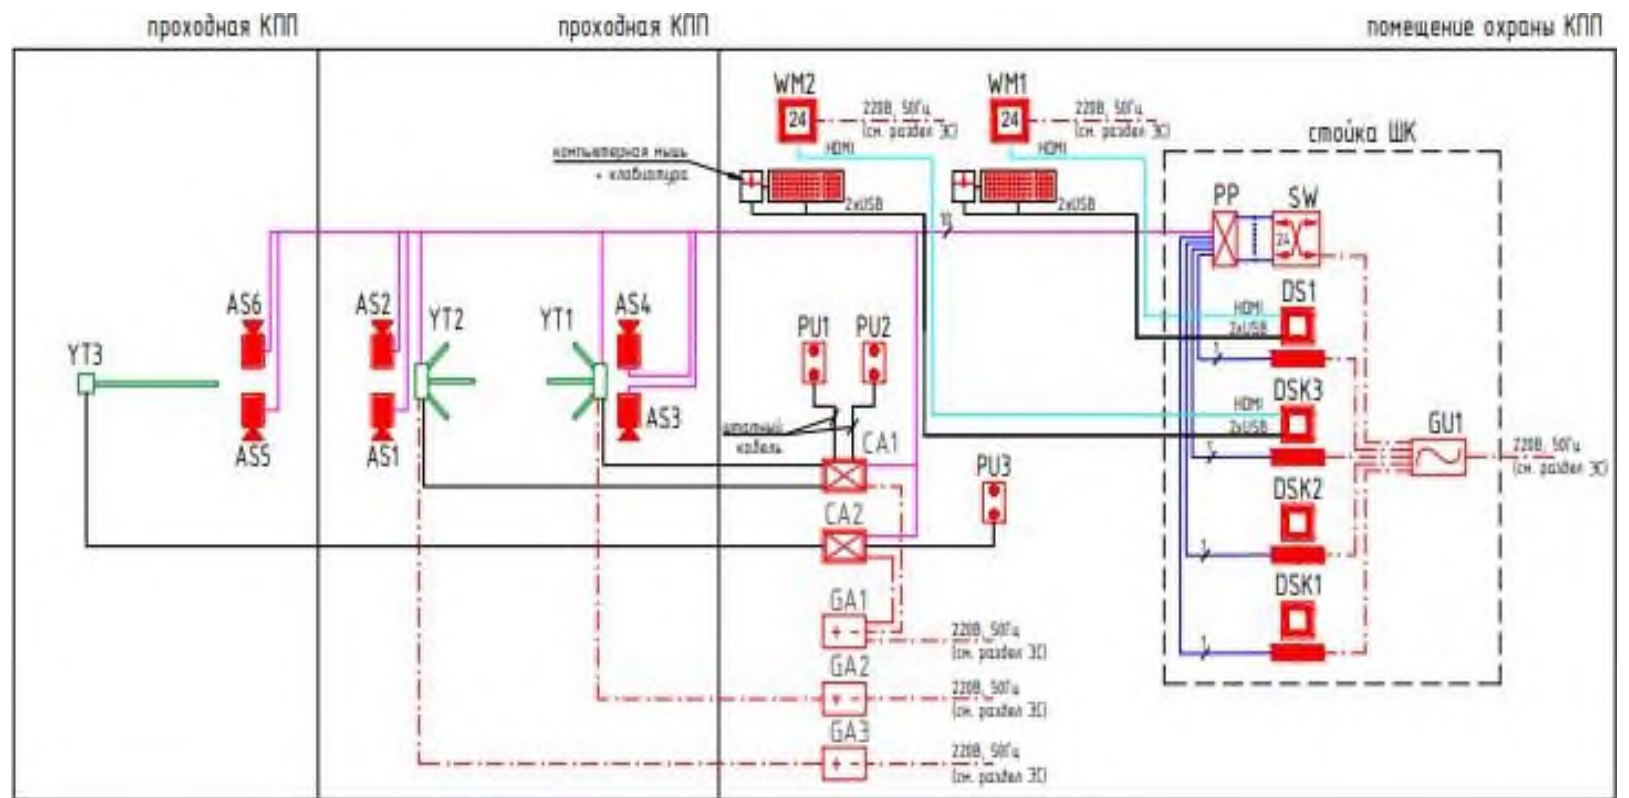 проходная КПП
проходная КПП
помещение охраны КПП
WM2
24
220В, 50Гц
(см. раздел ЭС)
HDMI
WM1
24
220В, 50Гц
(см. раздел ЭС)
HDMI
стойка ШК
компьютерная мышь
+ клавиатура
2xUSB
2xUSB
PP
SW
24
10
AS6
AS2
YT2
YT1
AS4
YT3
PU1
PU2
HDMI
DS1
2xUSB
AS5
AS1
AS3
штатный
кабель
CA1
HDMI
DSK3
2xUSB
GU1
220В, 50Гц
(см. раздел ЭС)
PU3
CA2
DSK2
DSK1
GA1
220В, 50Гц
(см. раздел ЭС)
GA2
220В, 50Гц
(см. раздел ЭС)
GA3
220В, 50Гц
(см. раздел ЭС)